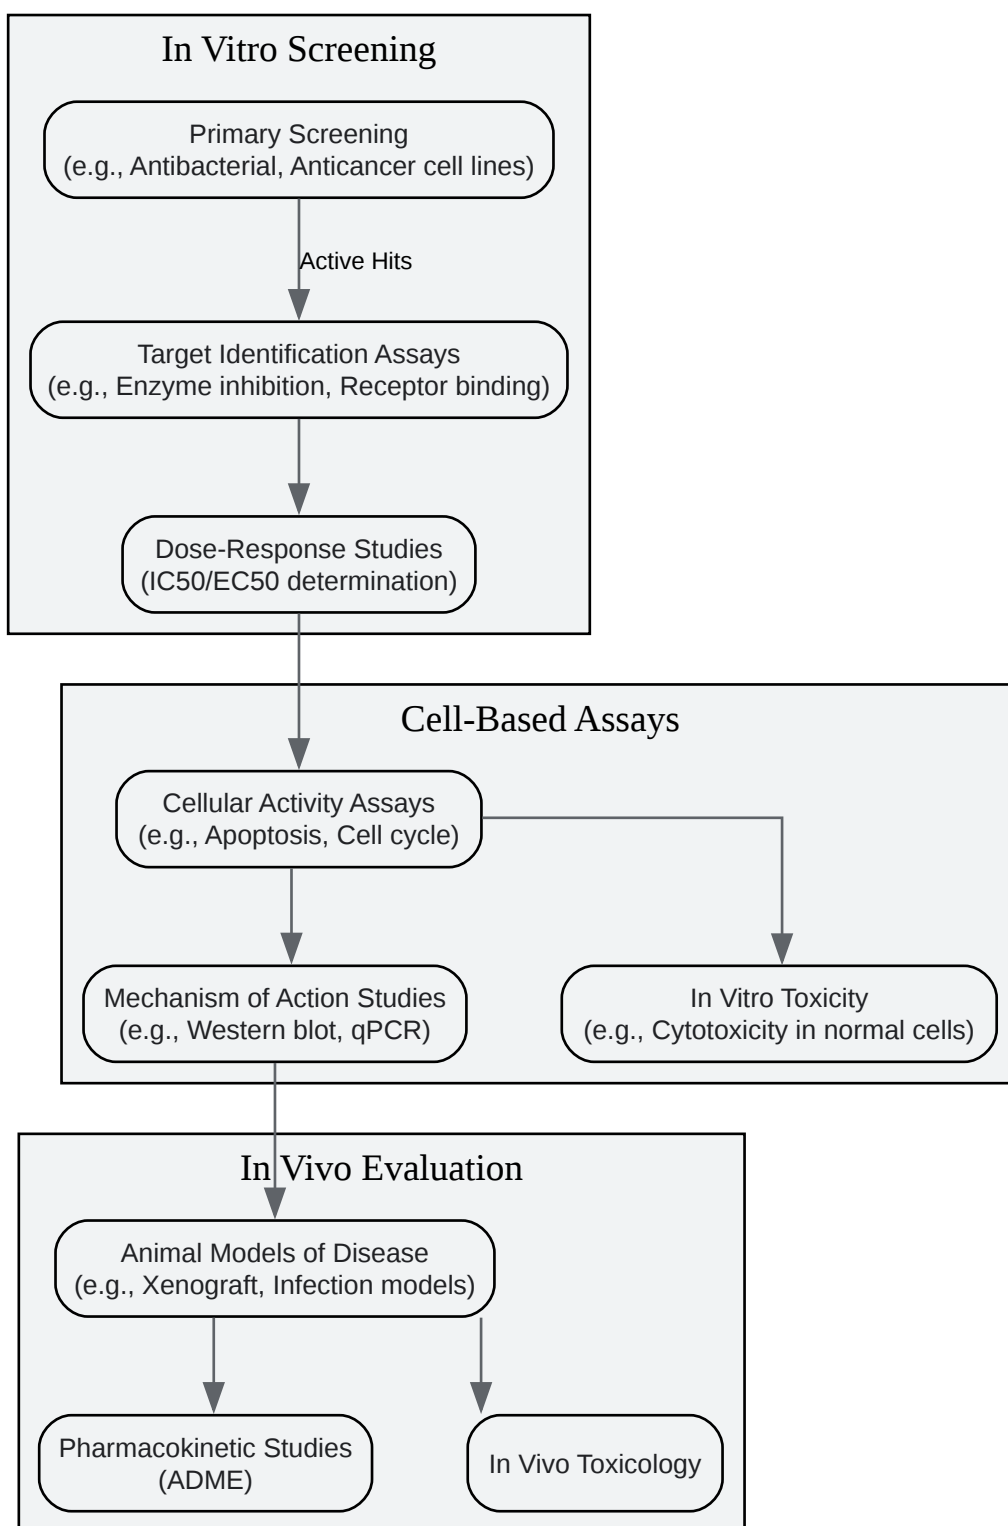 In Vitro Screening
Primary Screening
(e.g., Antibacterial, Anticancer cell lines)
Active Hits
Target Identification Assays
(e.g., Enzyme inhibition, Receptor binding)
Dose-Response Studies
(IC50/EC50 determination)
Cell-Based Assays
Cellular Activity Assays
(e.g., Apoptosis, Cell cycle)
Mechanism of Action Studies
(e.g., Western blot, qPCR)
In Vitro Toxicity
(e.g., Cytotoxicity in normal cells)
In Vivo Evaluation
Animal Models of Disease
(e.g., Xenograft, Infection models)
Pharmacokinetic Studies
(ADME)
In Vivo Toxicology